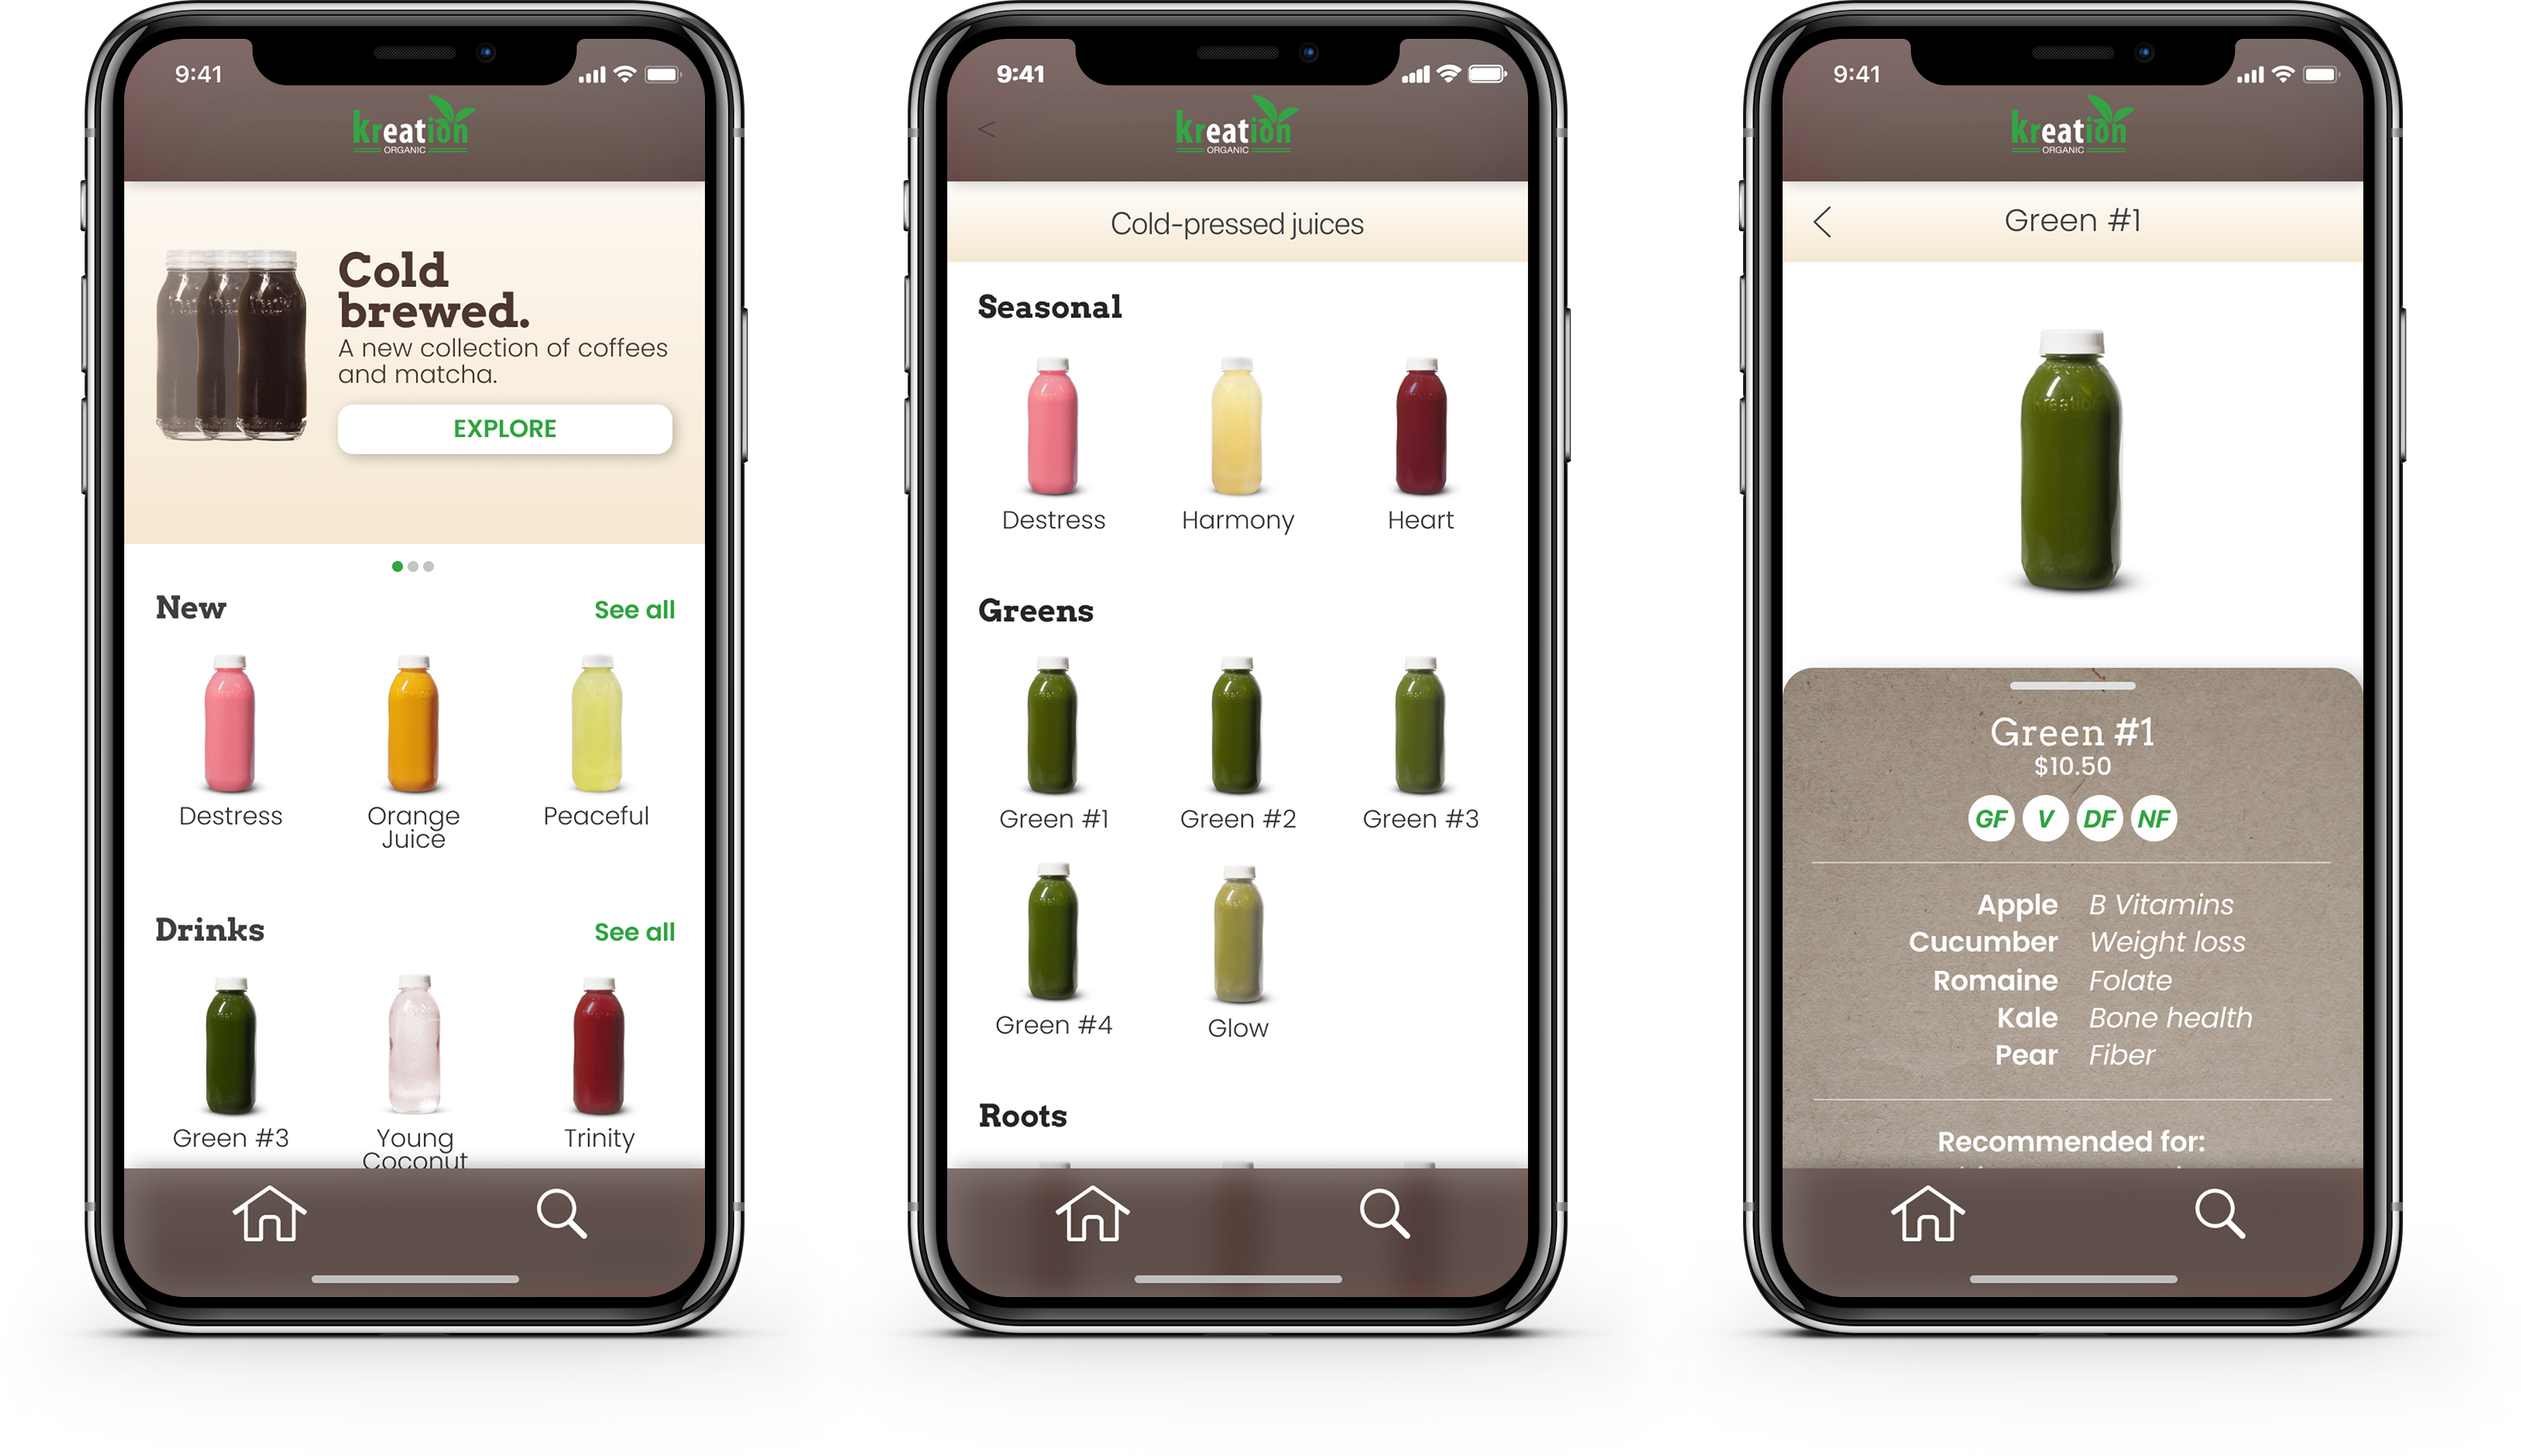 9:41
kreation
ORGANIC
Cold
brewed.
A new collection of coffees
and matcha.
EXPLORE
New
See all
Destress
Orange
Juice
Peaceful
Drinks
See all
Green #3
Young
Coconut
Trinity
9:41
<
kreation
ORGANIC
Cold-pressed juices
Seasonal
Destress
Harmony
Heart
Greens
Green #1
Green #2
Green #3
Green #4
Glow
Roots
9:41
kreation
ORGANIC
Green #1
kreation
Green #1
$10.50
GF V DF NF
Apple B Vitamins
Cucumber Weight loss
Romaine Folate
Kale Bone health
Pear Fiber
Recommended for: